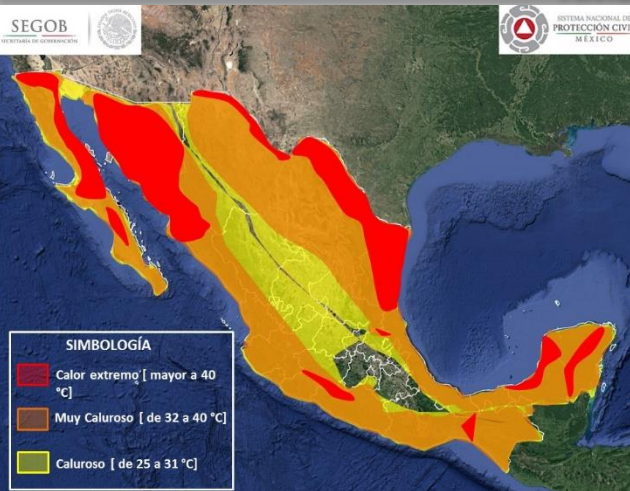 SEGOB
SECRETARÍA DE GOBERNACIÓN
SISTEMA NACIONAL DE
PROTECCIÓN CIVI
MÉXICO
SIMBOLOGÍA
Calor extremo [ mayor a 40
°C]
Muy Caluroso [ de 32 a 40 °C]
Caluroso [ de 25 a 31 °C]